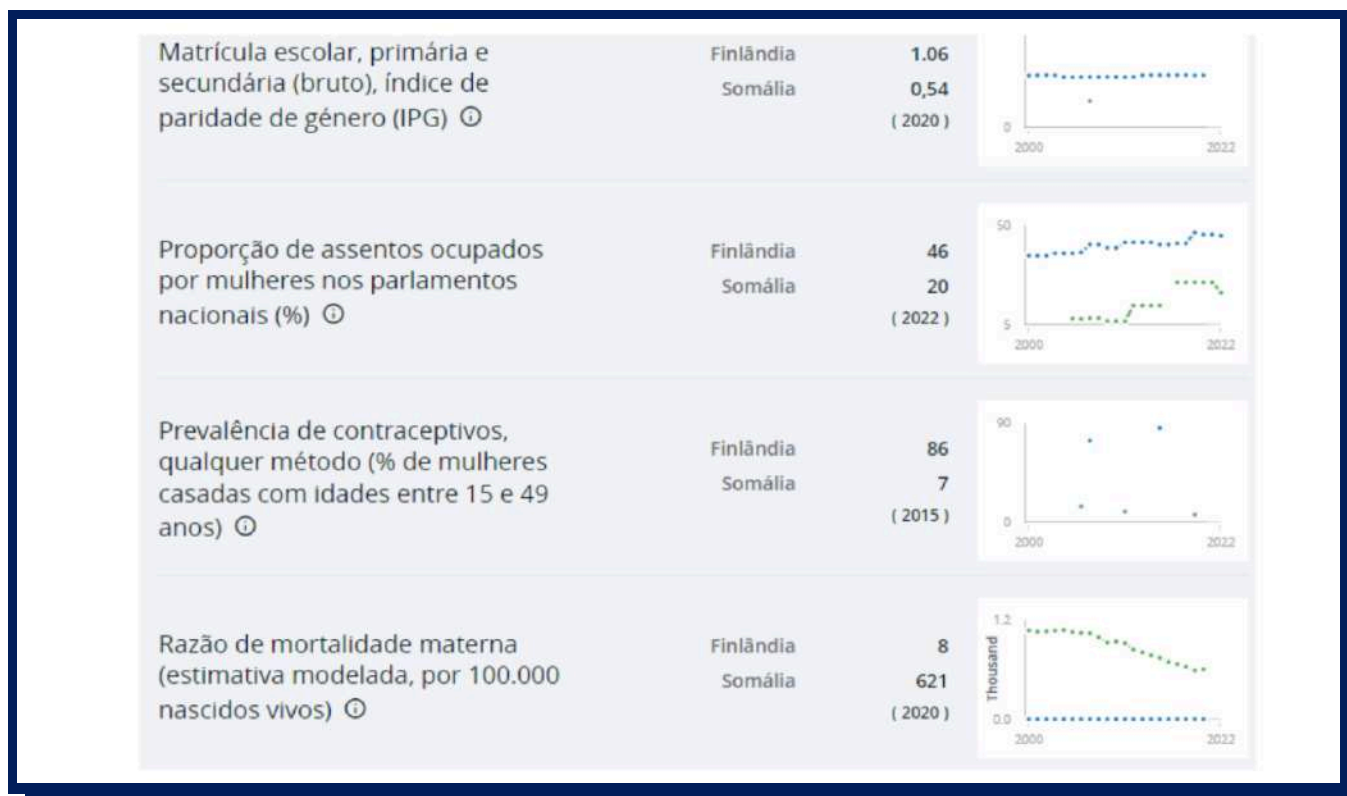 Matrícula escolar, primária e
secundária (bruto), índice de
paridade de género (IPG) ⓘ
Finlândia 1.06
Somália 0,54
( 2020 )
0
2000 2022
Proporção de assentos ocupados
por mulheres nos parlamentos
nacionais (%) ⓘ
Finlândia 46
Somália 20
( 2022 )
50
5
2000 2022
Prevalência de contraceptivos,
qualquer método (% de mulheres
casadas com idades entre 15 e 49
anos) ⓘ
Finlândia 86
Somália 7
( 2015 )
90
0
2000 2022
Razão de mortalidade materna
(estimativa modelada, por 100.000
nascidos vivos) ⓘ
Finlândia 8
Somália 621
( 2020 )
1.2
Thousand
0.0
2000 2022